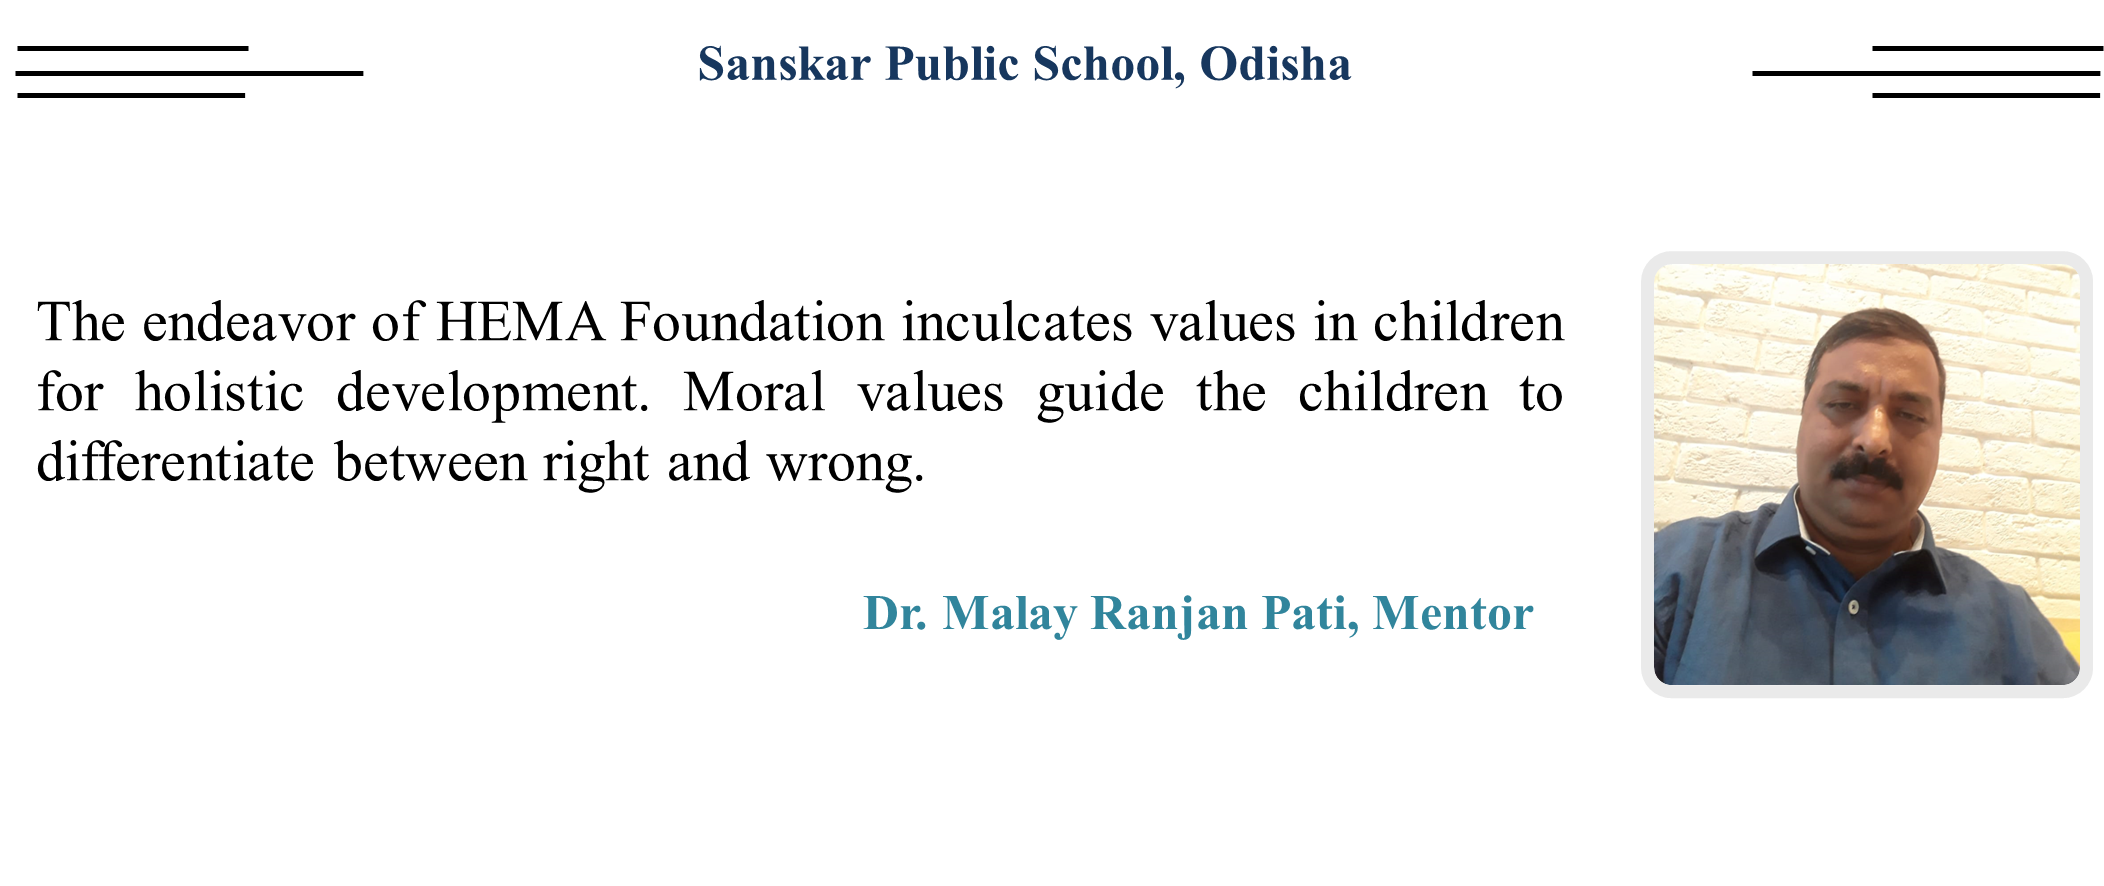 Sanskar Public School, Odisha
The endeavor of HEMA Foundation inculcates values in children
for holistic development. Moral values guide the children to
differentiate between right and wrong.
Dr. Malay Ranjan Pati, Mentor